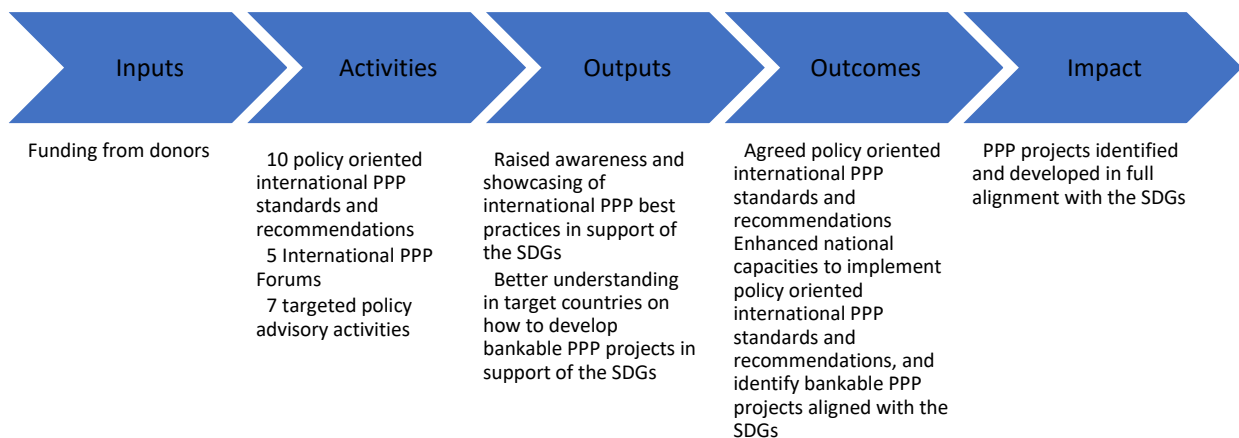 Inputs
Activities
Outputs
Outcomes
Impact
Funding from donors
10 policy oriented
international PPP
standards and
recommendations
5 International PPP
Forums
7 targeted policy
advisory activities
Raised awareness and
showcasing of
international PPP best
practices in support of
the SDGs
Better understanding
in target countries on
how to develop
bankable PPP projects in
support of the SDGs
Agreed policy oriented
international PPP
standards and
recommendations
Enhanced national
capacities to implement
policy oriented
international PPP
standards and
recommendations, and
identify bankable PPP
projects aligned with the
SDGs
PPP projects identified
and developed in full
alignment with the SDGs